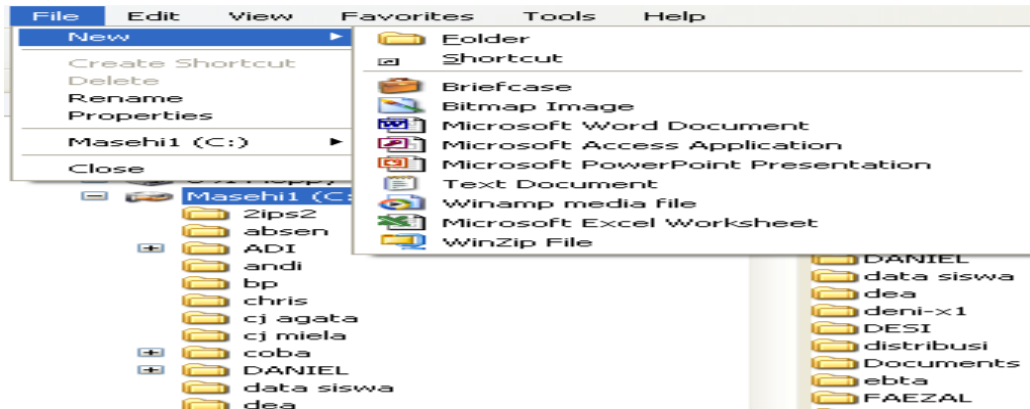 File Edit View Favorites Tools Help
New
Create Shortcut
Delete
Rename
Properties
Masehi1 (C:)
Close
Folder
Shortcut
Briefcase
Bitmap Image
Microsoft Word Document
Microsoft Access Application
Microsoft PowerPoint Presentation
Text Document
Winamp media file
Microsoft Excel Worksheet
WinZip File
Masehi1 (C:
2ips2
absen
ADI
andi
bp
chris
cj agata
cj miela
coba
DANIEL
data siswa
dea
DANIEL
data siswa
dea
deni-x1
DESI
distribusi
Documents
ebta
FAEZAL